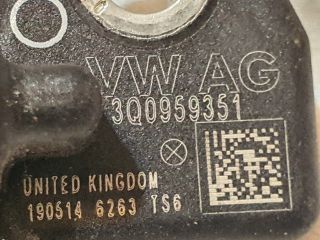 VW AG
3Q0959351
UNITED KINGDOM
190514 6263 TS6